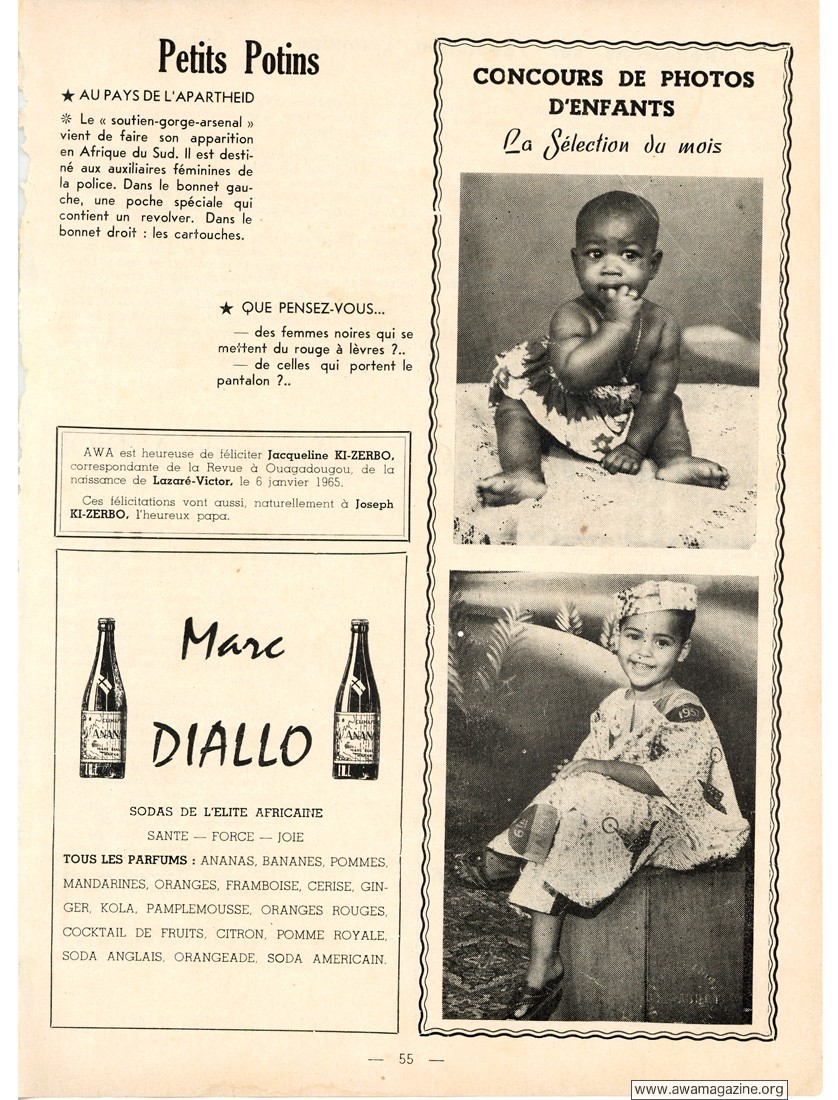 Petits Potins
★ AU PAYS DE L'APARTHEID
❊ Le « soutien-gorge-arsenal »
vient de faire son apparition
en Afrique du Sud. Il est desti-
né aux auxiliaires féminines de
la police. Dans le bonnet gau-
che, une poche spéciale qui
contient un revolver. Dans le
bonnet droit : les cartouches.
★ QUE PENSEZ-VOUS...
— des femmes noires qui se
mettent du rouge à lèvres ?..
— de celles qui portent le
pantalon ?..
AWA est heureuse de féliciter Jacqueline KI-ZERBO,
correspondante de la Revue à Ouagadougou, de la
naissance de Lazaré-Victor, le 6 janvier 1965.
Ces félicitations vont aussi, naturellement à Joseph
KI-ZERBO, l'heureux papa.
Marc
DIALLO
ANAN
ANAN
SODAS DE L'ELITE AFRICAINE
SANTE — FORCE — JOIE
TOUS LES PARFUMS : ANANAS, BANANES, POMMES,
MANDARINES, ORANGES, FRAMBOISE, CERISE, GIN-
GER, KOLA, PAMPLEMOUSSE, ORANGES ROUGES,
COCKTAIL DE FRUITS, CITRON, POMME ROYALE,
SODA ANGLAIS, ORANGEADE, SODA AMERICAIN.
CONCOURS DE PHOTOS
D'ENFANTS
La Sélection du mois
195
— 55 —
www.awamagazine.org